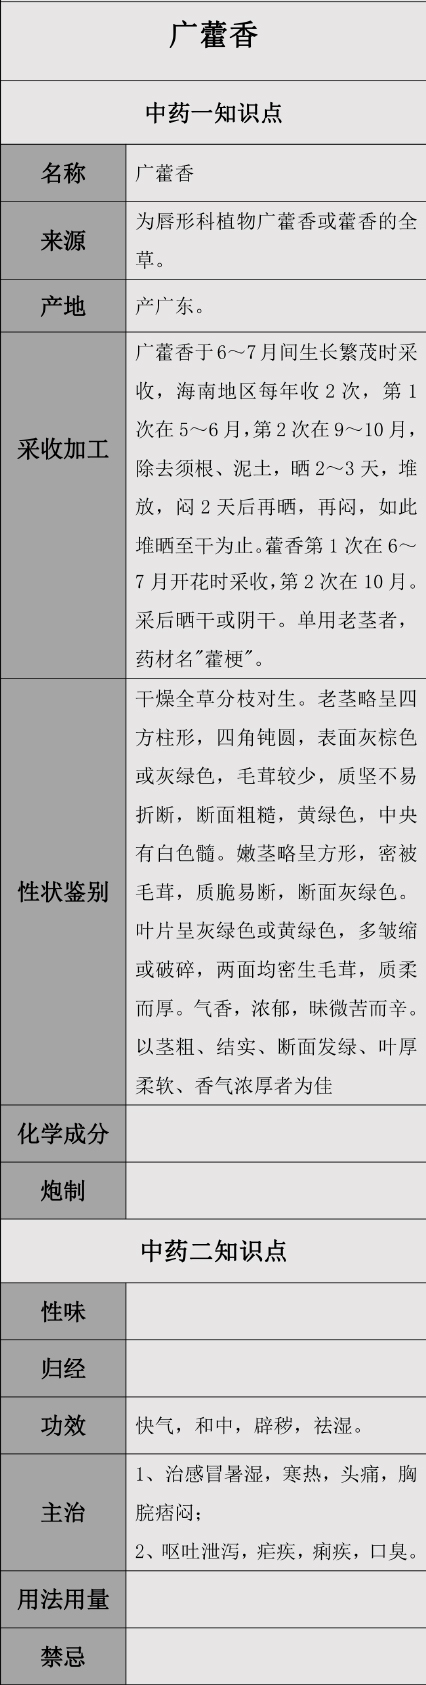 广藿香
中药一知识点
名称
广藿香
来源
为唇形科植物广藿香或藿香的全
草。
产地
产广东。
采收加工
广藿香于6～7月间生长繁茂时采
收，海南地区每年收2次，第1
次在5～6月，第2次在9～10月，
除去须根、泥土，晒2～3天，堆
放，闷2天后再晒，再闷，如此
堆晒至干为止。藿香第1次在6～
7月开花时采收，第2次在10月。
采后晒干或阴干。单用老茎者，
药材名"藿梗"。
性状鉴别
干燥全草分枝对生。老茎略呈四
方柱形，四角钝圆，表面灰棕色
或灰绿色，毛茸较少，质坚不易
折断，断面粗糙，黄绿色，中央
有白色髓。嫩茎略呈方形，密被
毛茸，质脆易断，断面灰绿色。
叶片呈灰绿色或黄绿色，多皱缩
或破碎，两面均密生毛茸，质柔
而厚。气香，浓郁，味微苦而辛。
以茎粗、结实、断面发绿、叶厚
柔软、香气浓厚者为佳
化学成分
炮制
中药二知识点
性味
归经
功效
快气，和中，辟秽，祛湿。
主治
1、治感冒暑湿，寒热，头痛，胸
脘痞闷；
2、呕吐泄泻，疟疾，痢疾，口臭。
用法用量
禁忌